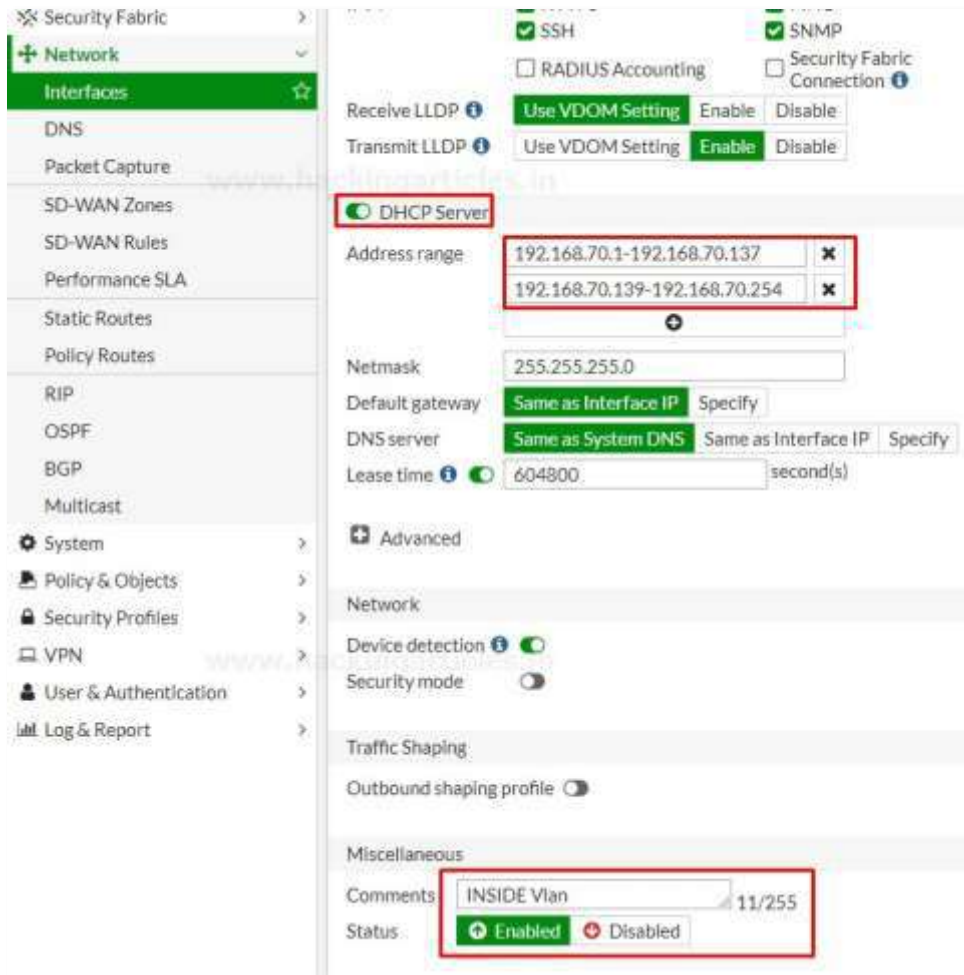 Security Fabric
SSH
SNMP
Network
RADIUS Accounting
Security Fabric
Connection
Interfaces
Receive LLDP
Use VDOM Setting Enable Disable
DNS
Transmit LLDP
Use VDOM Setting Enable Disable
Packet Capture
www.hackingarticles.in
SD-WAN Zones
DHCP Server
SD-WAN Rules
Address range
192.168.70.1-192.168.70.137
Performance SLA
192.168.70.139-192.168.70.254
Static Routes
Policy Routes
Netmask
255.255.255.0
RIP
Default gateway
Same as Interface IP Specify
OSPF
DNS server
Same as System DNS Same as Interface IP Specify
BGP
Lease time
604800
second(s)
Multicast
System
Advanced
Policy & Objects
Network
Security Profiles
Device detection
VPN
www.hackingarticles.in
Security mode
User & Authentication
Log & Report
Traffic Shaping
Outbound shaping profile
Miscellaneous
Comments
INSIDE Vlan
11/255
Status
Enabled Disabled